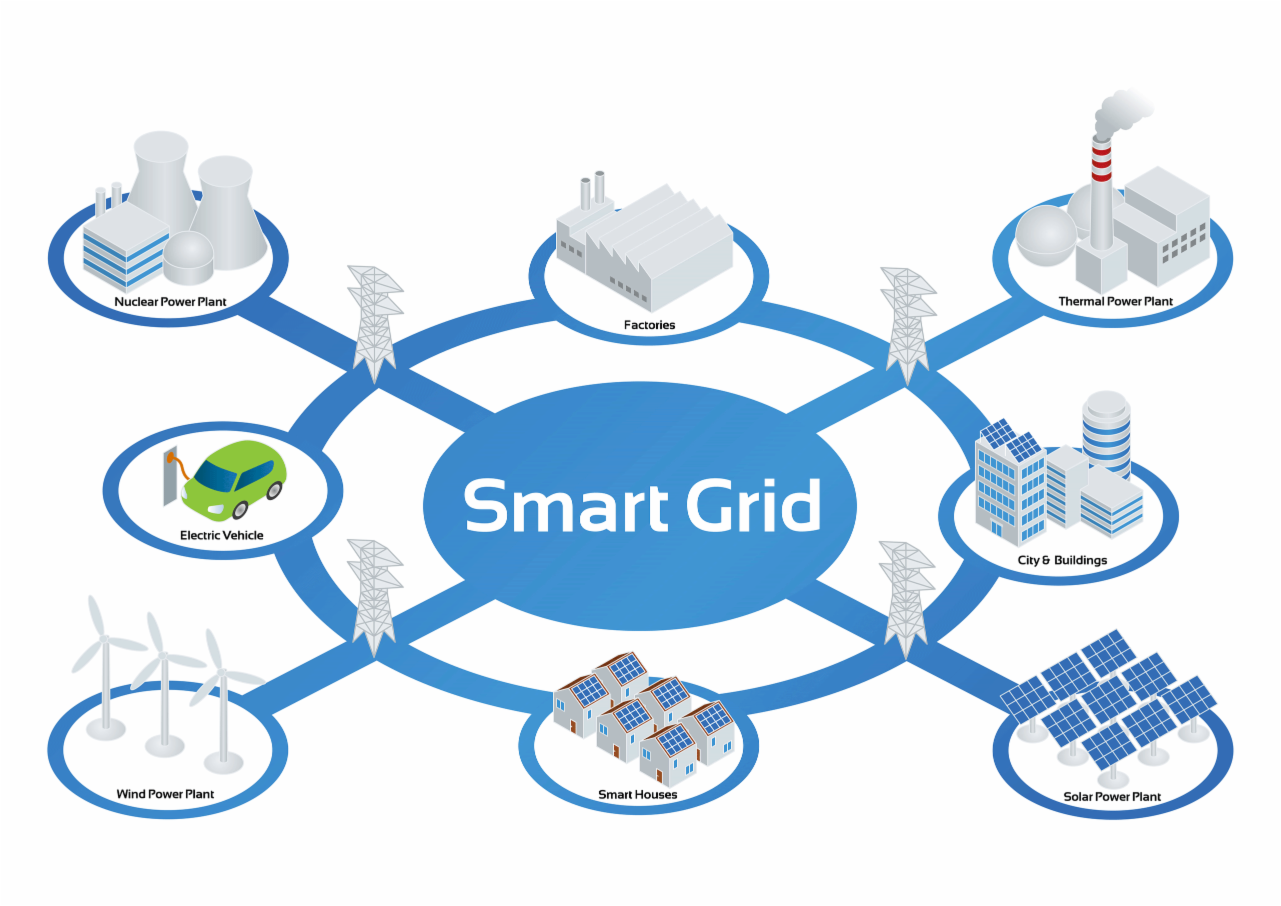 Nuclear Power Plant
Factories
Thermal Power Plant
Electric Vehicle
Smart Grid
City & Buildings
Wind Power Plant
Smart Houses
Solar Power Plant